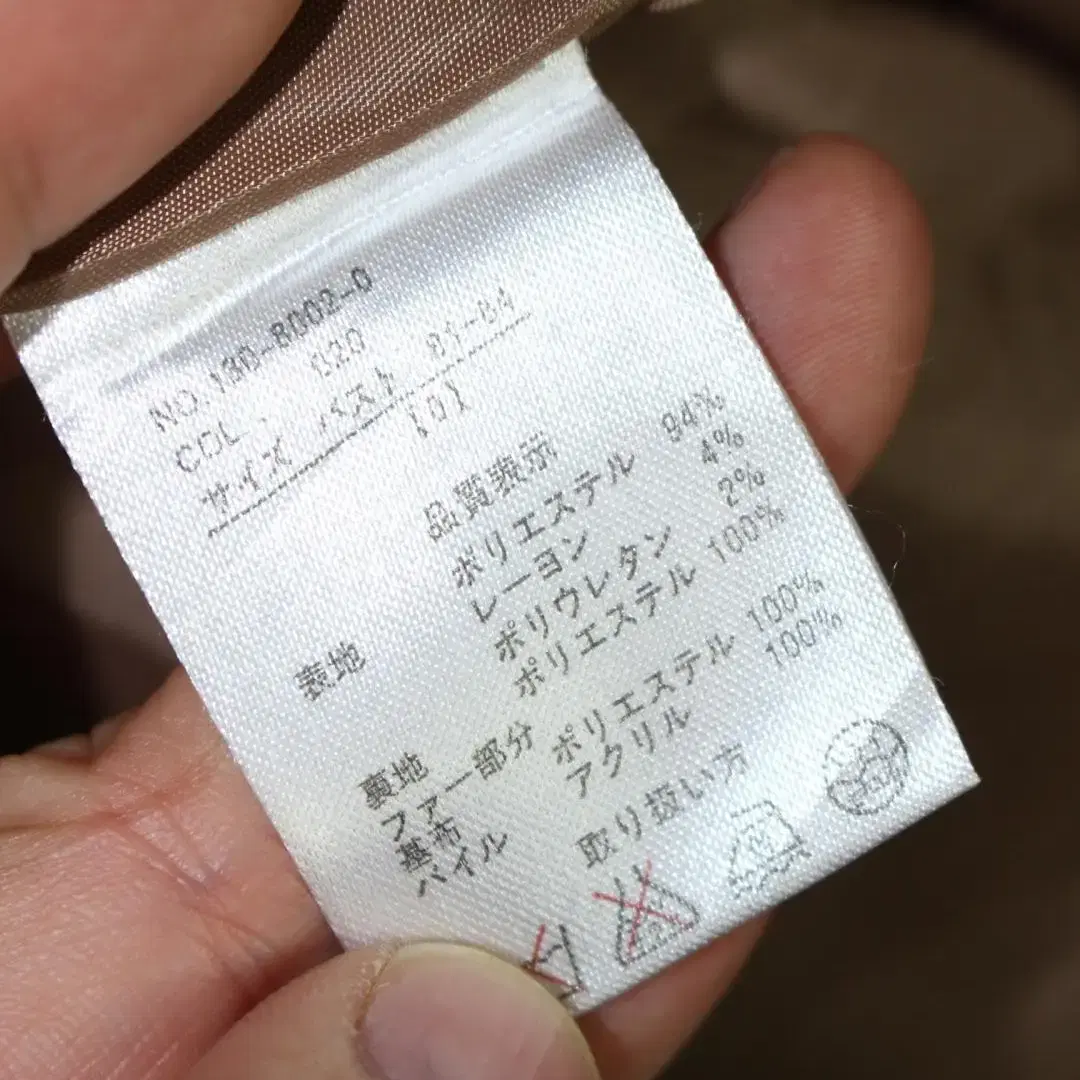 NO.130-8002-0
COL. 020
サイズ バスト 81-84
[0]
品質表示
表地 ポリエステル 94%
レーヨン 4%
ポリウレタン 2%
裏地 ポリエステル 100%
ファー部分
基布 ポリエステル 100%
パイル アクリル 100%
取り扱い方